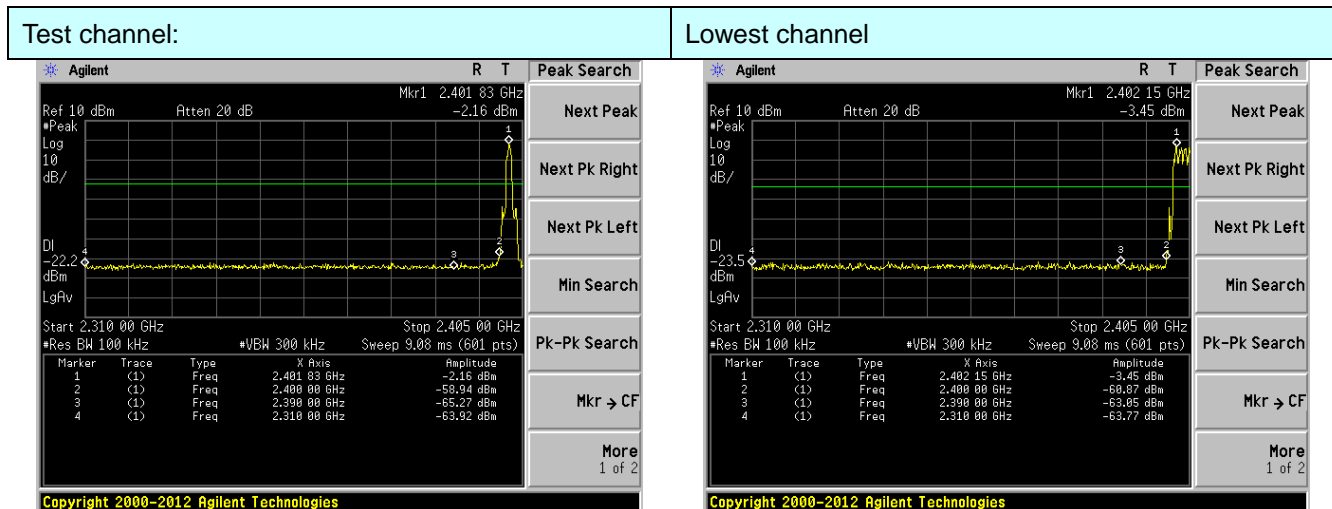 Test channel:
Lowest channel
Agilent
R T
Peak Search
Mkr1 2.401 83 GHz
Ref 10 dBm Atten 20 dB -2.16 dBm
#Peak
Log
10
dB/
1
2
3
4
DI
-22.2
dBm
LgAv
Start 2.310 00 GHz Stop 2.405 00 GHz
#Res BW 100 kHz #VBW 300 kHz Sweep 9.08 ms (601 pts)
Marker Trace Type X Axis Amplitude
1 (1) Freq 2.401 83 GHz -2.16 dBm
2 (1) Freq 2.400 00 GHz -58.94 dBm
3 (1) Freq 2.390 00 GHz -65.27 dBm
4 (1) Freq 2.310 00 GHz -63.92 dBm
Next Peak
Next Pk Right
Next Pk Left
Min Search
Pk-Pk Search
Mkr → CF
More
1 of 2
Copyright 2000-2012 Agilent Technologies
Agilent
R T
Peak Search
Mkr1 2.402 15 GHz
Ref 10 dBm Atten 20 dB -3.45 dBm
#Peak
Log
10
dB/
1
2
3
4
DI
-23.5
dBm
LgAv
Start 2.310 00 GHz Stop 2.405 00 GHz
#Res BW 100 kHz #VBW 300 kHz Sweep 9.08 ms (601 pts)
Marker Trace Type X Axis Amplitude
1 (1) Freq 2.402 15 GHz -3.45 dBm
2 (1) Freq 2.400 00 GHz -60.87 dBm
3 (1) Freq 2.390 00 GHz -63.05 dBm
4 (1) Freq 2.310 00 GHz -63.77 dBm
Next Peak
Next Pk Right
Next Pk Left
Min Search
Pk-Pk Search
Mkr → CF
More
1 of 2
Copyright 2000-2012 Agilent Technologies